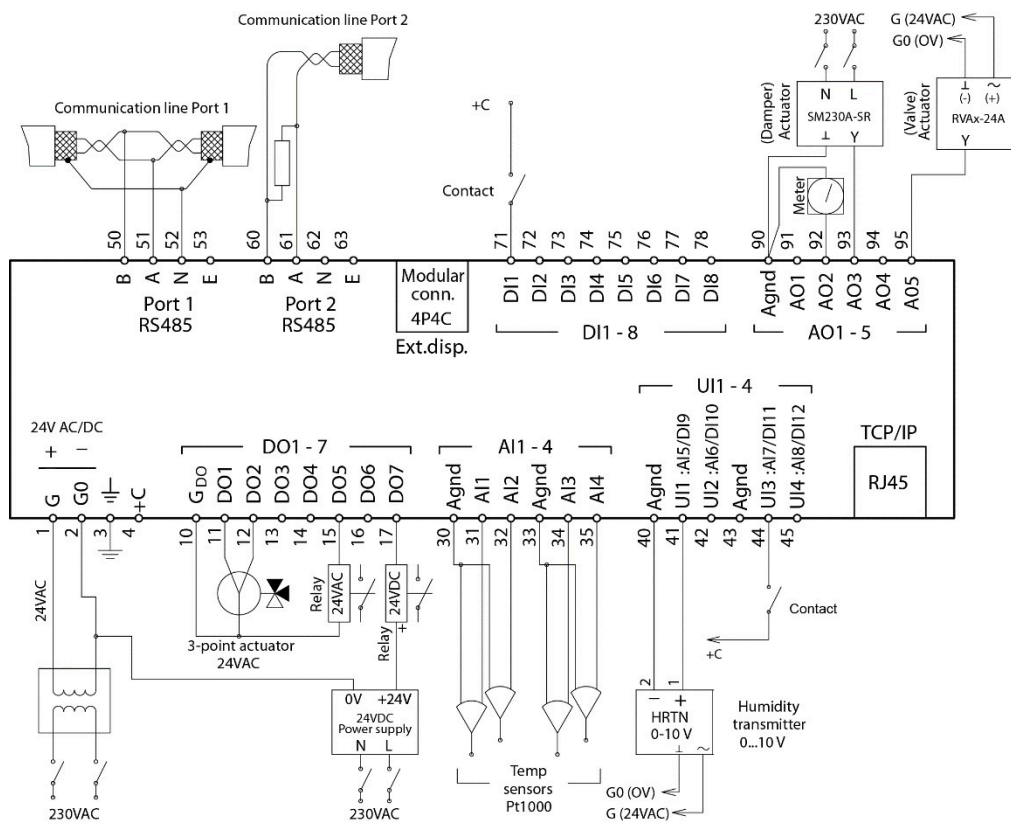 Communication line Port 2
Communication line Port 1
230VAC
G (24VAC)
G0 (OV)
+C
Contact
(Damper)
Actuator
N L
SM230A-SR
⊥ Y
(Valve)
Actuator
⊥ ~
(-) (+)
RVAx-24A
Y
Meter
50 51 52 53 60 61 62 63 71 72 73 74 75 76 77 78 90 91 92 93 94 95
B A N E B A N E
Port 1
RS485
Port 2
RS485
Modular
conn.
4P4C
Ext.disp.
DI1 DI2 DI3 DI4 DI5 DI6 DI7 DI8
DI1 - 8
Agnd AO1 AO2 AO3 AO4 A05
AO1 - 5
24V AC/DC
+ −
G G0 +C
DO1 - 7
GDO DO1 DO2 DO3 DO4 DO5 DO6 DO7
AI1 - 4
Agnd AI1 AI2 Agnd AI3 AI4
UI1 - 4
Agnd UI1 :AI5/DI9 UI2 :AI6/DI10 Agnd UI3 :AI7/DI11 UI4 :AI8/DI12
TCP/IP
RJ45
1 2 3 4 10 11 12 13 14 15 16 17 30 31 32 33 34 35 40 41 42 43 44 45
24VAC
230VAC
3-point actuator
24VAC
Relay
24VAC
Relay
24VDC
+
0V +24V
24VDC
Power supply
N L
230VAC
Temp
sensors
Pt1000
Contact
+C
2 1
− +
HRTN
0-10 V
⊥ ~
Humidity
transmitter
0...10 V
G0 (OV)
G (24VAC)